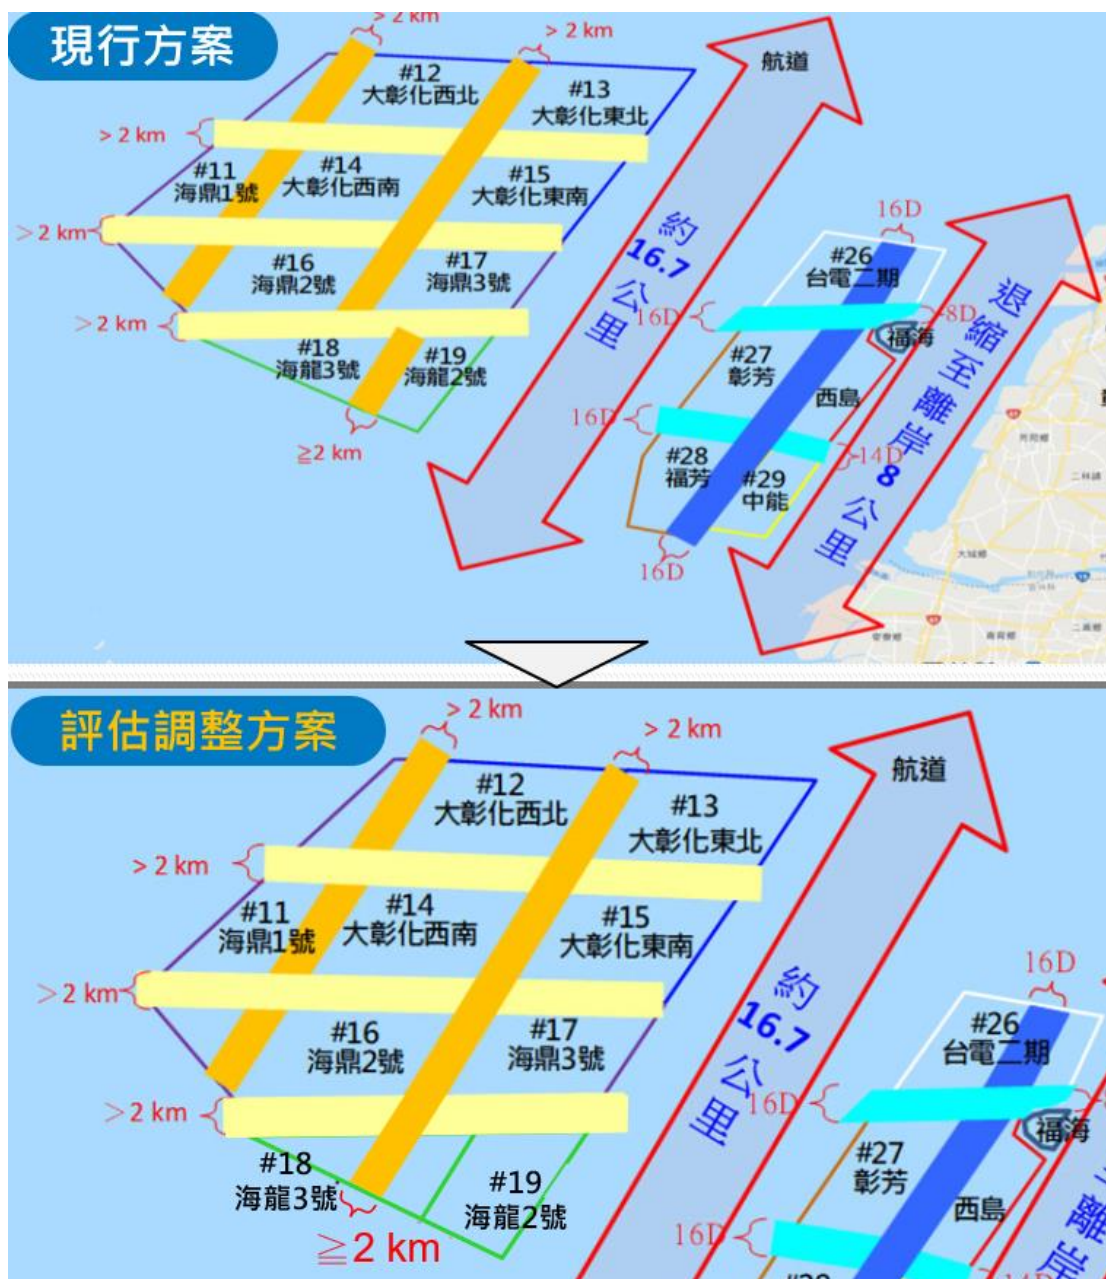 現行方案
> 2 km
> 2 km
航道
#12
大彰化西北
#13
大彰化東北
> 2 km
#11
海鼎1號
#14
大彰化西南
#15
大彰化東南
>2 km
#16
海鼎2號
#17
海鼎3號
>2 km
#18
海龍3號
#19
海龍2號
≧2 km
約
16.7
公
里
16D
#26
台電二期
16D
8D
福海
#27
彰芳
西島
16D
14D
#28
福芳
#29
中能
16D
退
縮
至
離
岸
8
公
里
二林鎮
大城鄉
評估調整方案
> 2 km
> 2 km
航道
#12
大彰化西北
#13
大彰化東北
> 2 km
#11
海鼎1號
#14
大彰化西南
#15
大彰化東南
>2 km
#16
海鼎2號
#17
海鼎3號
>2 km
#18
海龍3號
#19
海龍2號
≧2 km
約
16.7
公
里
16D
#26
台電二期
16D
福海
#27
彰芳
西島
16D
離
岸